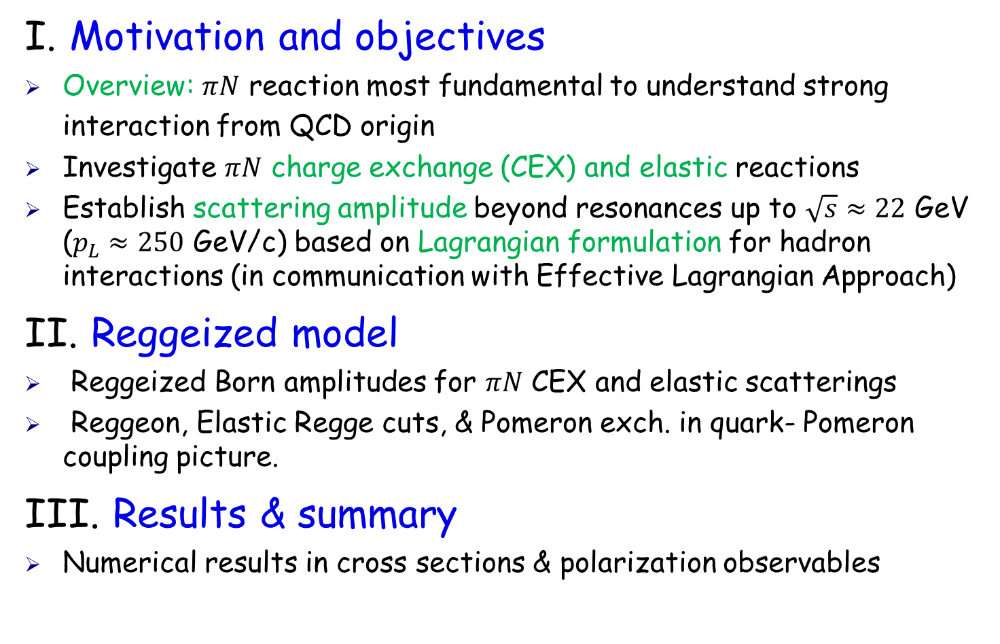 I. Motivation and objectives
➢ Overview: πN reaction most fundamental to understand strong
interaction from QCD origin
➢ Investigate πN charge exchange (CEX) and elastic reactions
➢ Establish scattering amplitude beyond resonances up to √s ≈ 22 GeV
(p_L ≈ 250 GeV/c) based on Lagrangian formulation for hadron
interactions (in communication with Effective Lagrangian Approach)
II. Reggeized model
➢ Reggeized Born amplitudes for πN CEX and elastic scatterings
➢ Reggeon, Elastic Regge cuts, & Pomeron exch. in quark- Pomeron
coupling picture.
III. Results & summary
➢ Numerical results in cross sections & polarization observables